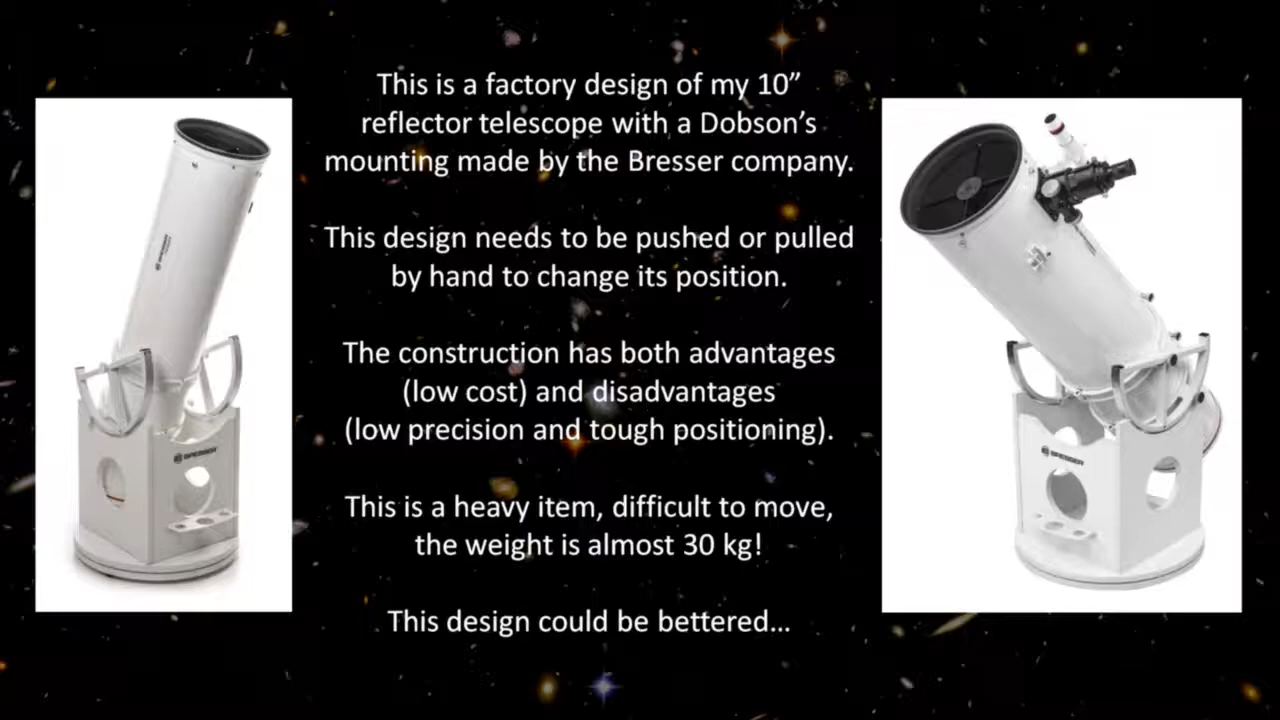 This is a factory design of my 10”
reflector telescope with a Dobson’s
mounting made by the Bresser company.
This design needs to be pushed or pulled
by hand to change its position.
The construction has both advantages
(low cost) and disadvantages
(low precision and tough positioning).
This is a heavy item, difficult to move,
the weight is almost 30 kg!
This design could be bettered...
BRESSER
BRESSER
BRESSER